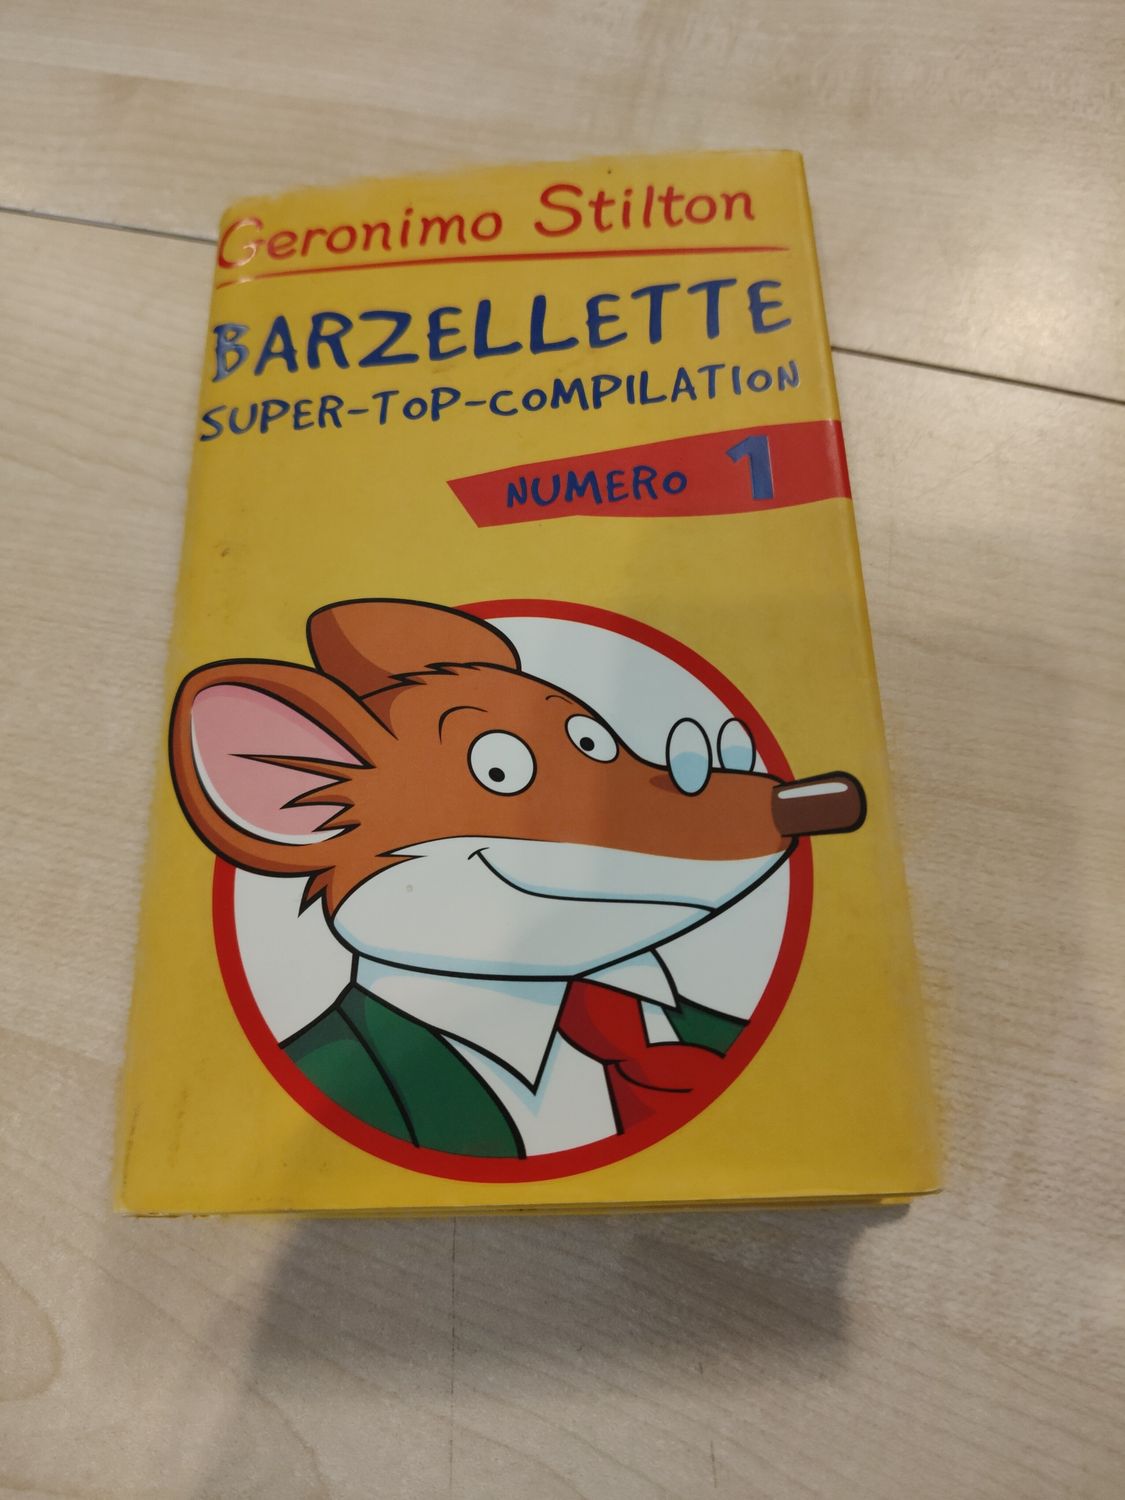 Geronimo Stilton
BARZELLETTE
SUPER-ToP-CoMPILATIoN
NUMERo 1